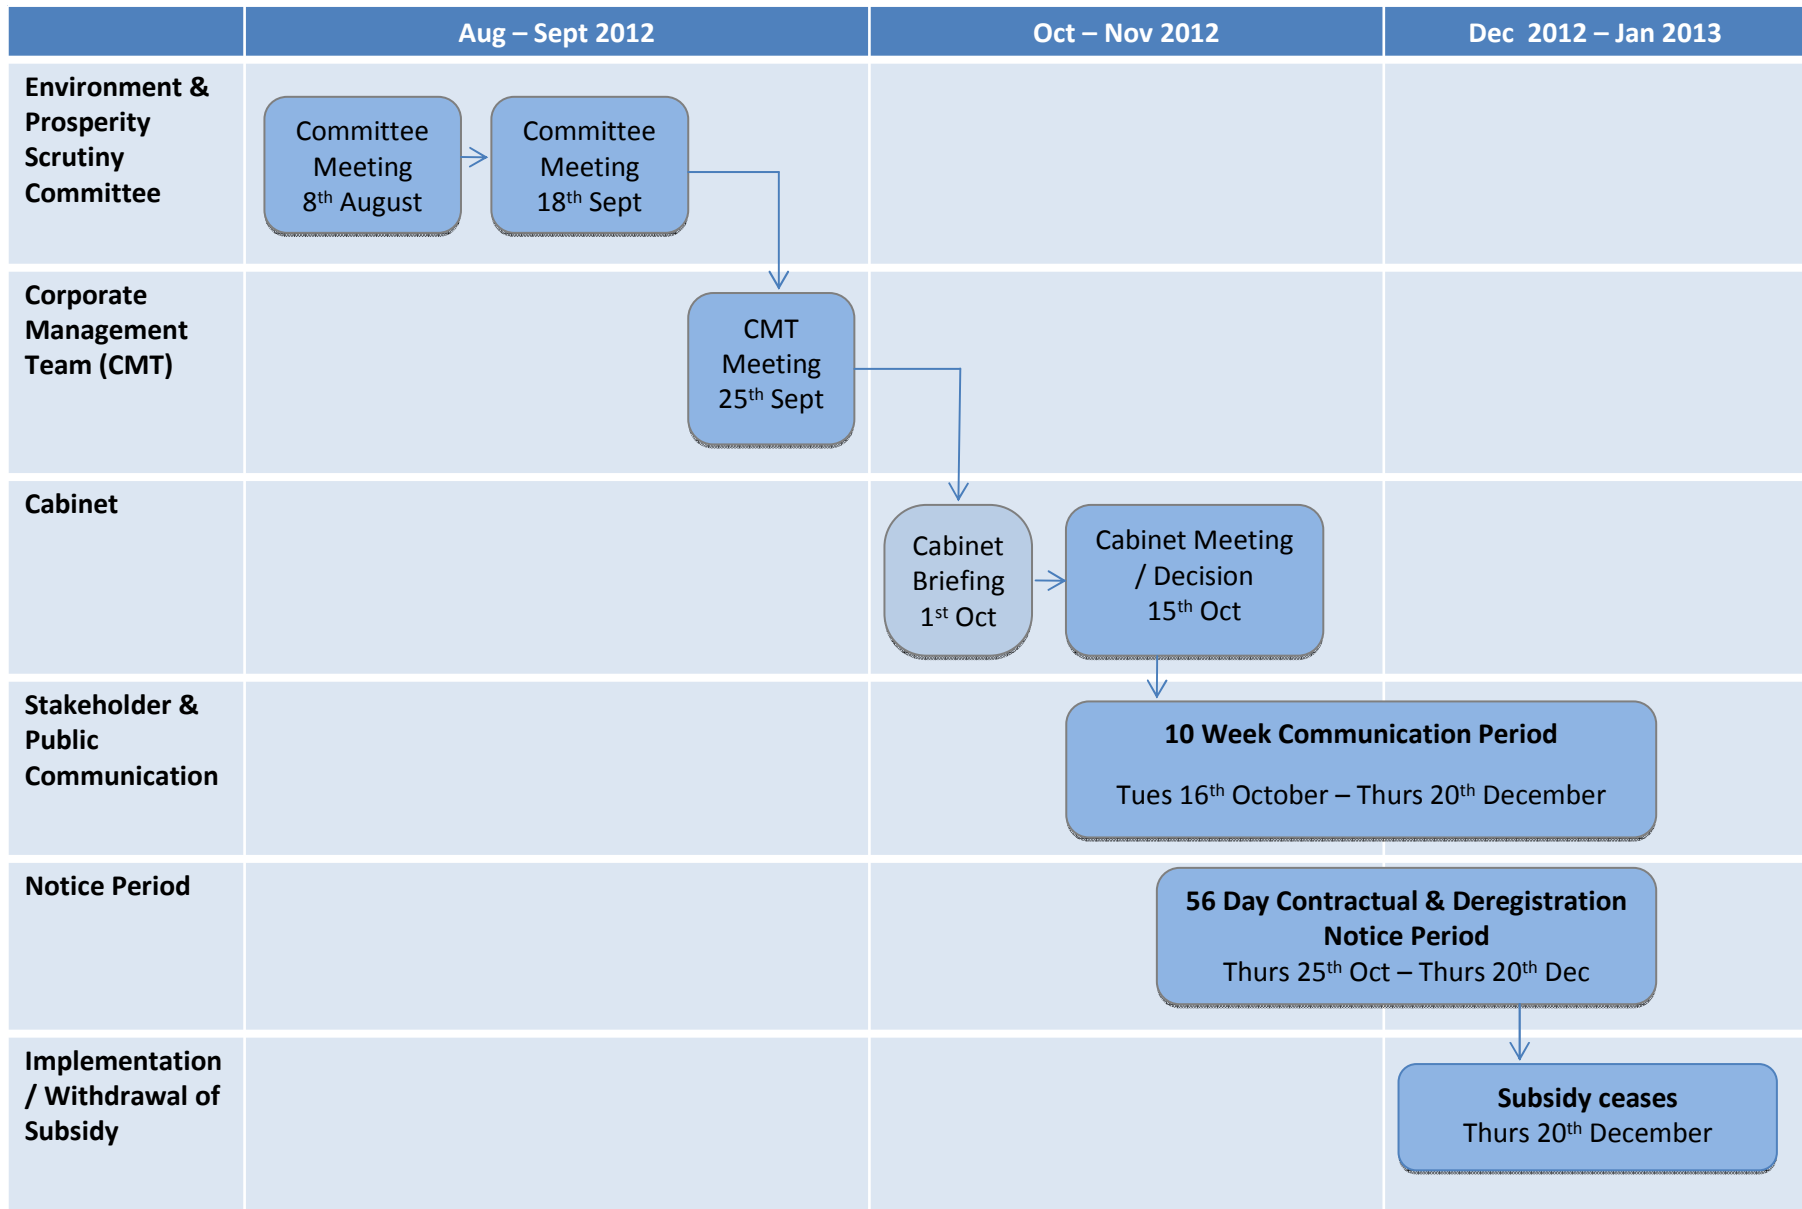 Aug – Sept 2012
Oct – Nov 2012
Dec 2012 – Jan 2013
Environment &
Prosperity
Scrutiny
Committee
Committee
Meeting
8th August
Committee
Meeting
18th Sept
Corporate
Management
Team (CMT)
CMT
Meeting
25th Sept
Cabinet
Cabinet
Briefing
1st Oct
Cabinet Meeting
/ Decision
15th Oct
Stakeholder &
Public
Communication
10 Week Communication Period
Tues 16th October – Thurs 20th December
Notice Period
56 Day Contractual & Deregistration
Notice Period
Thurs 25th Oct – Thurs 20th Dec
Implementation
/ Withdrawal of
Subsidy
Subsidy ceases
Thurs 20th December